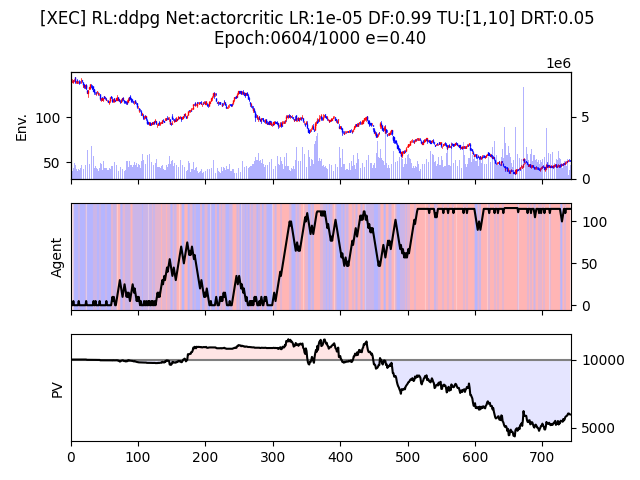 [XEC] RL:ddpg Net:actorcritic LR:1e-05 DF:0.99 TU:[1,10] DRT:0.05
Epoch:0604/1000 e=0.40
1e6
Env.
100
50
5
0
Agent
100
50
0
PV
10000
5000
0 100 200 300 400 500 600 700